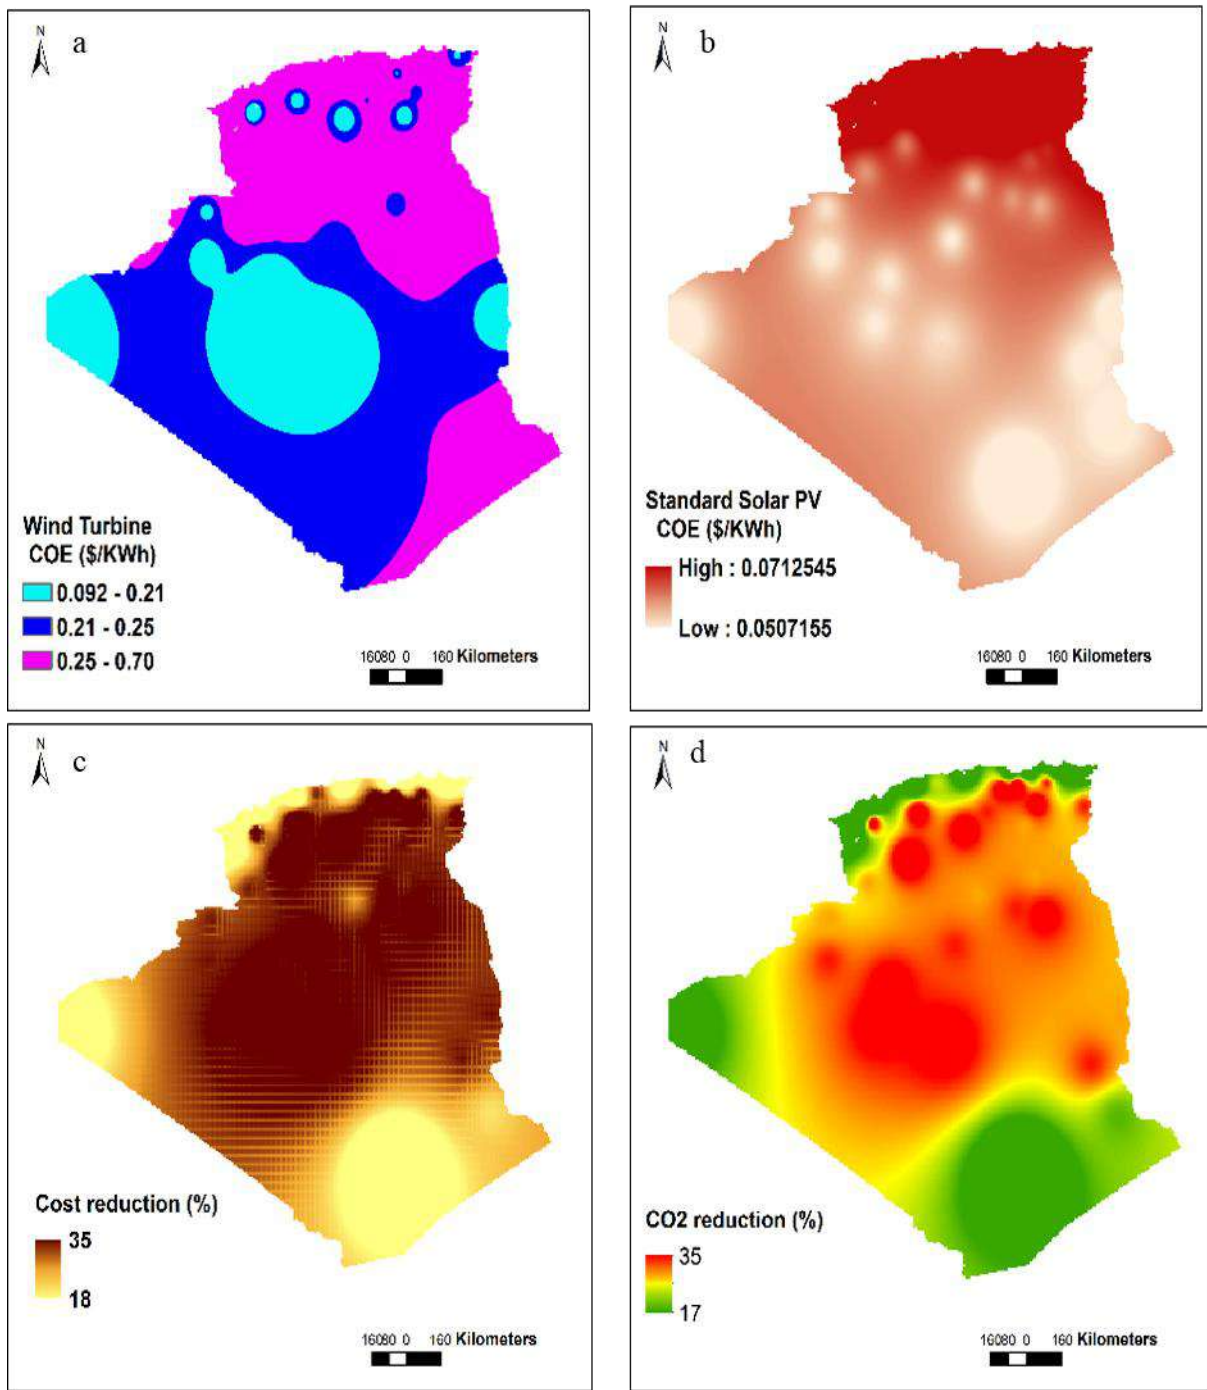 N
a
Wind Turbine
COE ($/KWh)
0.092 - 0.21
0.21 - 0.25
0.25 - 0.70
16080 0 160 Kilometers
N
b
Standard Solar PV
COE ($/KWh)
High : 0.0712545
Low : 0.0507155
16080 0 160 Kilometers
N
c
Cost reduction (%)
35
18
16080 0 160 Kilometers
N
d
CO2 reduction (%)
35
17
16080 0 160 Kilometers